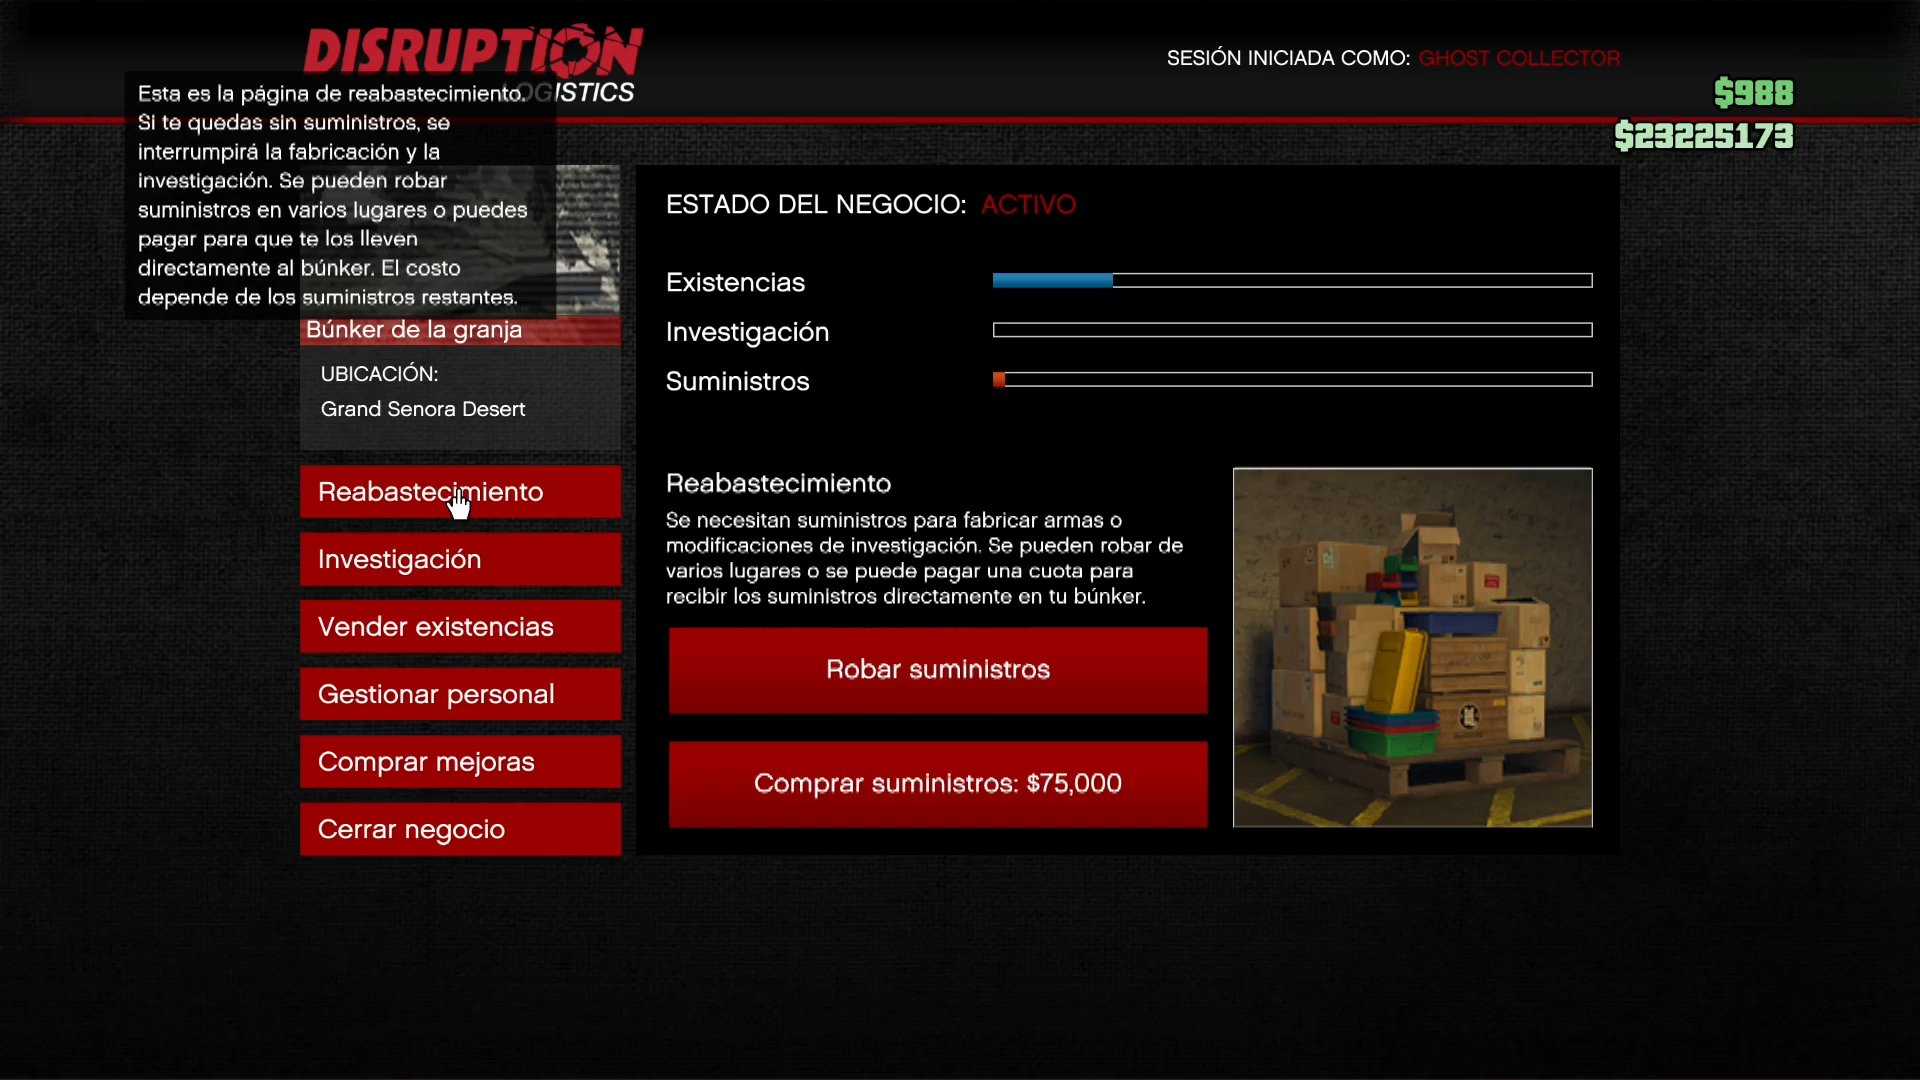 DISRUPTION
LOGISTICS
SESIÓN INICIADA COMO: GHOST COLLECTOR
$988
$23225173
Esta es la página de reabastecimiento.
Si te quedas sin suministros, se
interrumpirá la fabricación y la
investigación. Se pueden robar
suministros en varios lugares o puedes
pagar para que te los lleven
directamente al búnker. El costo
depende de los suministros restantes.
Búnker de la granja
UBICACIÓN:
Grand Senora Desert
Reabastecimiento
Investigación
Vender existencias
Gestionar personal
Comprar mejoras
Cerrar negocio
ESTADO DEL NEGOCIO: ACTIVO
Existencias
Investigación
Suministros
Reabastecimiento
Se necesitan suministros para fabricar armas o
modificaciones de investigación. Se pueden robar de
varios lugares o se puede pagar una cuota para
recibir los suministros directamente en tu búnker.
Robar suministros
Comprar suministros: $75,000